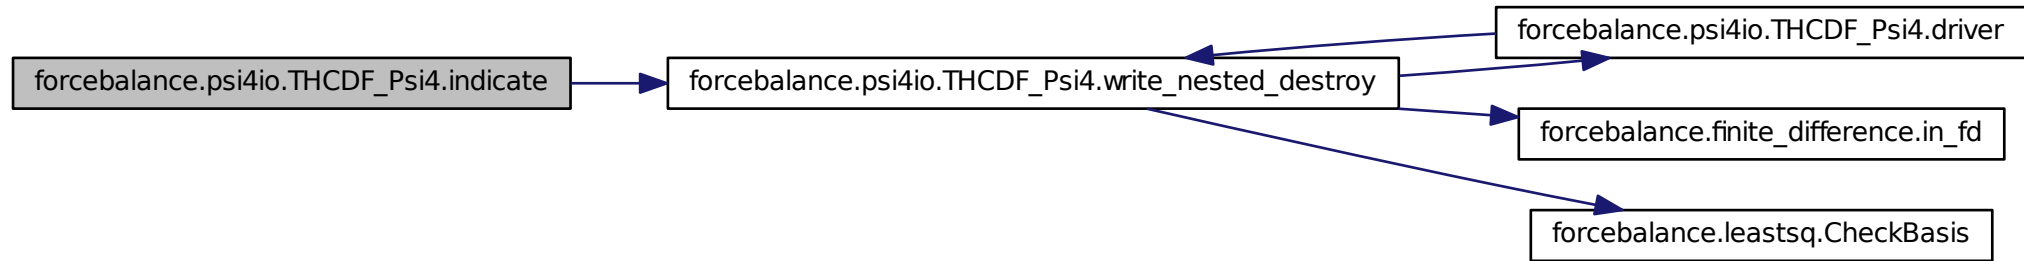 forcebalance.psi4io.THCDF_Psi4.indicate
forcebalance.psi4io.THCDF_Psi4.write_nested_destroy
forcebalance.psi4io.THCDF_Psi4.driver
forcebalance.finite_difference.in_fd
forcebalance.leastsq.CheckBasis